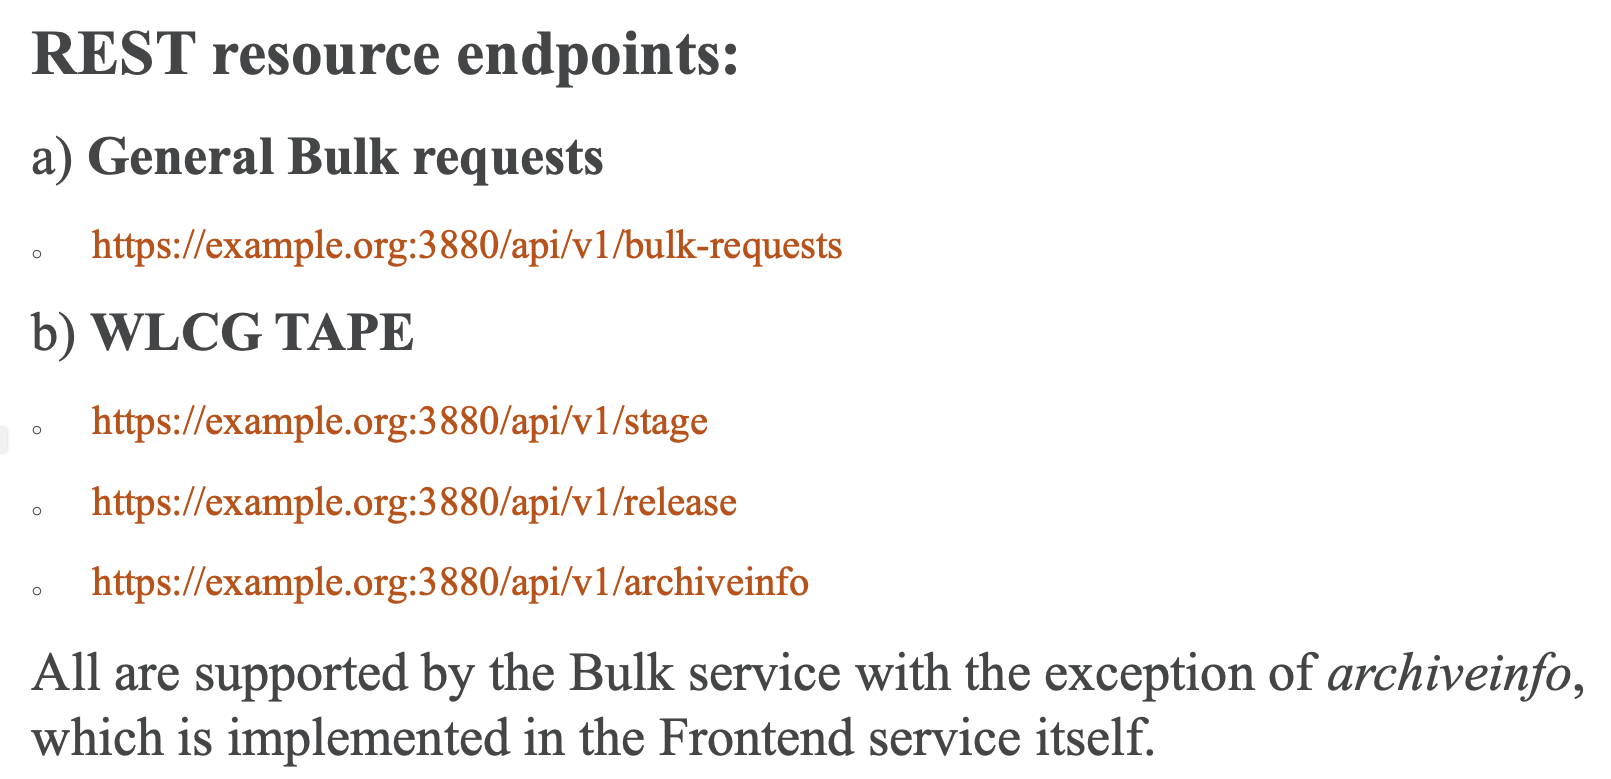 REST resource endpoints:
a) General Bulk requests
◦ https://example.org:3880/api/v1/bulk-requests
b) WLCG TAPE
◦ https://example.org:3880/api/v1/stage
◦ https://example.org:3880/api/v1/release
◦ https://example.org:3880/api/v1/archiveinfo
All are supported by the Bulk service with the exception of archiveinfo,
which is implemented in the Frontend service itself.